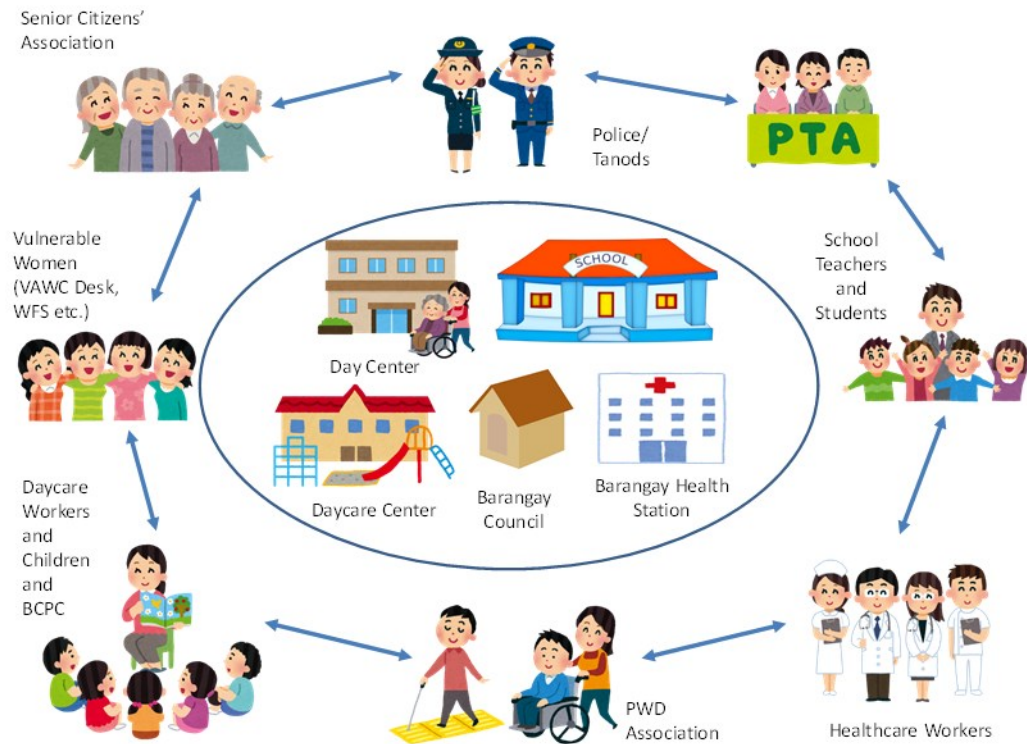 Senior Citizens'
Association
Police/
Tanods
PTA
Vulnerable
Women
(VAWC Desk,
WFS etc.)
School
Teachers
and
Students
SCHOOL
Day Center
Daycare Center
Barangay
Council
Barangay Health
Station
Daycare
Workers
and
Children
and
BCPC
PWD
Association
Healthcare Workers